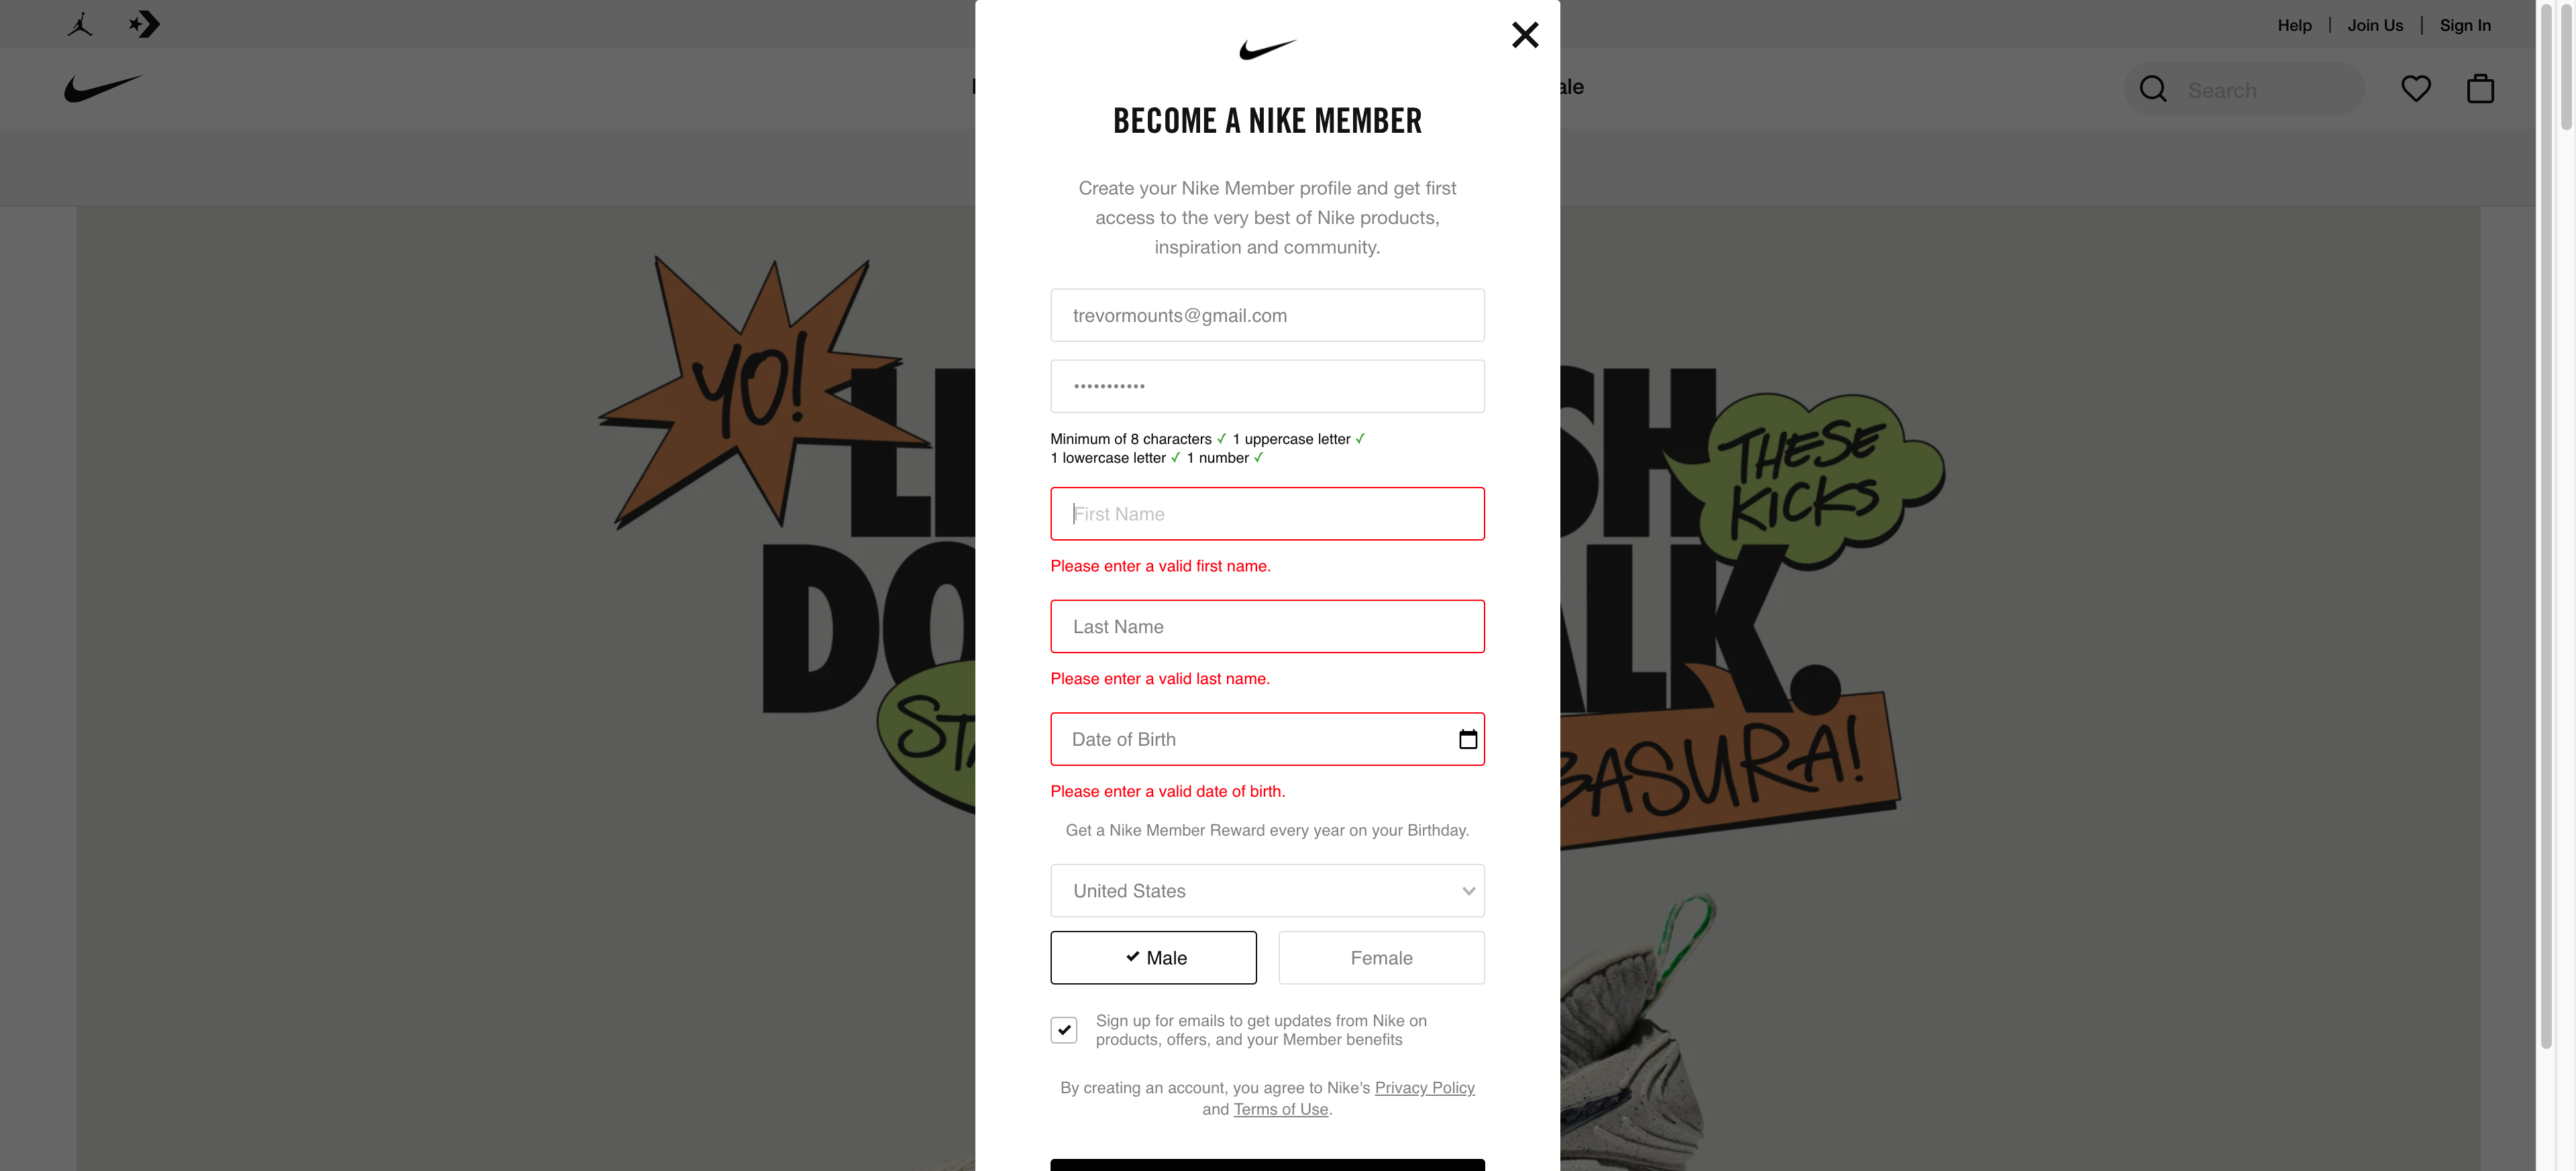 Help | Join Us | Sign In
ale
Search
BECOME A NIKE MEMBER
Create your Nike Member profile and get first
access to the very best of Nike products,
inspiration and community.
trevormounts@gmail.com
•••••••••••
Minimum of 8 characters ✓ 1 uppercase letter ✓
1 lowercase letter ✓ 1 number ✓
First Name
Please enter a valid first name.
Last Name
Please enter a valid last name.
Date of Birth
Please enter a valid date of birth.
Get a Nike Member Reward every year on your Birthday.
United States
Male
Female
Sign up for emails to get updates from Nike on
products, offers, and your Member benefits
By creating an account, you agree to Nike's Privacy Policy
and Terms of Use.
YO!
THESE
KICKS
BASURA!